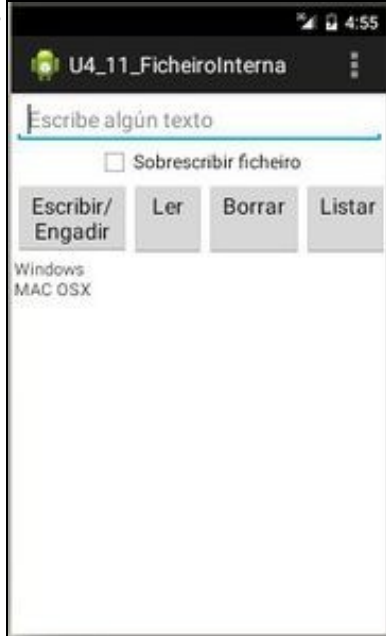 4:55
U4_11_FicheiroInterna
Escribe algún texto
Sobrescribir ficheiro
Escribir/
Engadir
Ler
Borrar
Listar
Windows
MAC OSX